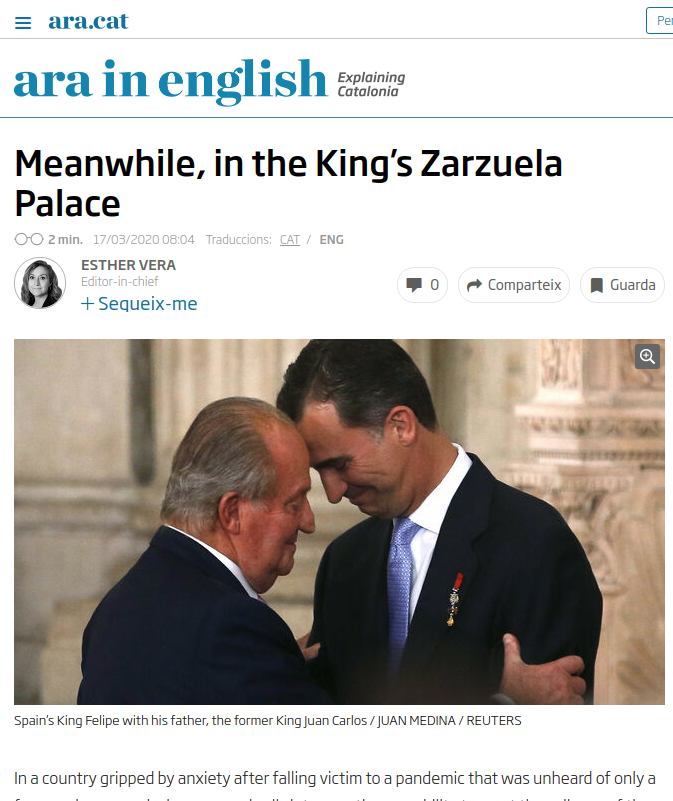 ara.cat
ara in english Explaining
Catalonia
Meanwhile, in the King's Zarzuela
Palace
2 min. 17/03/2020 08:04 Traduccions: CAT / ENG
ESTHER VERA
Editor-in-chief
+ Segueix-me
0 Comparteix Guarda
Spain's King Felipe with his father, the former King Juan Carlos / JUAN MEDINA / REUTERS
In a country gripped by anxiety after falling victim to a pandemic that was unheard of only a